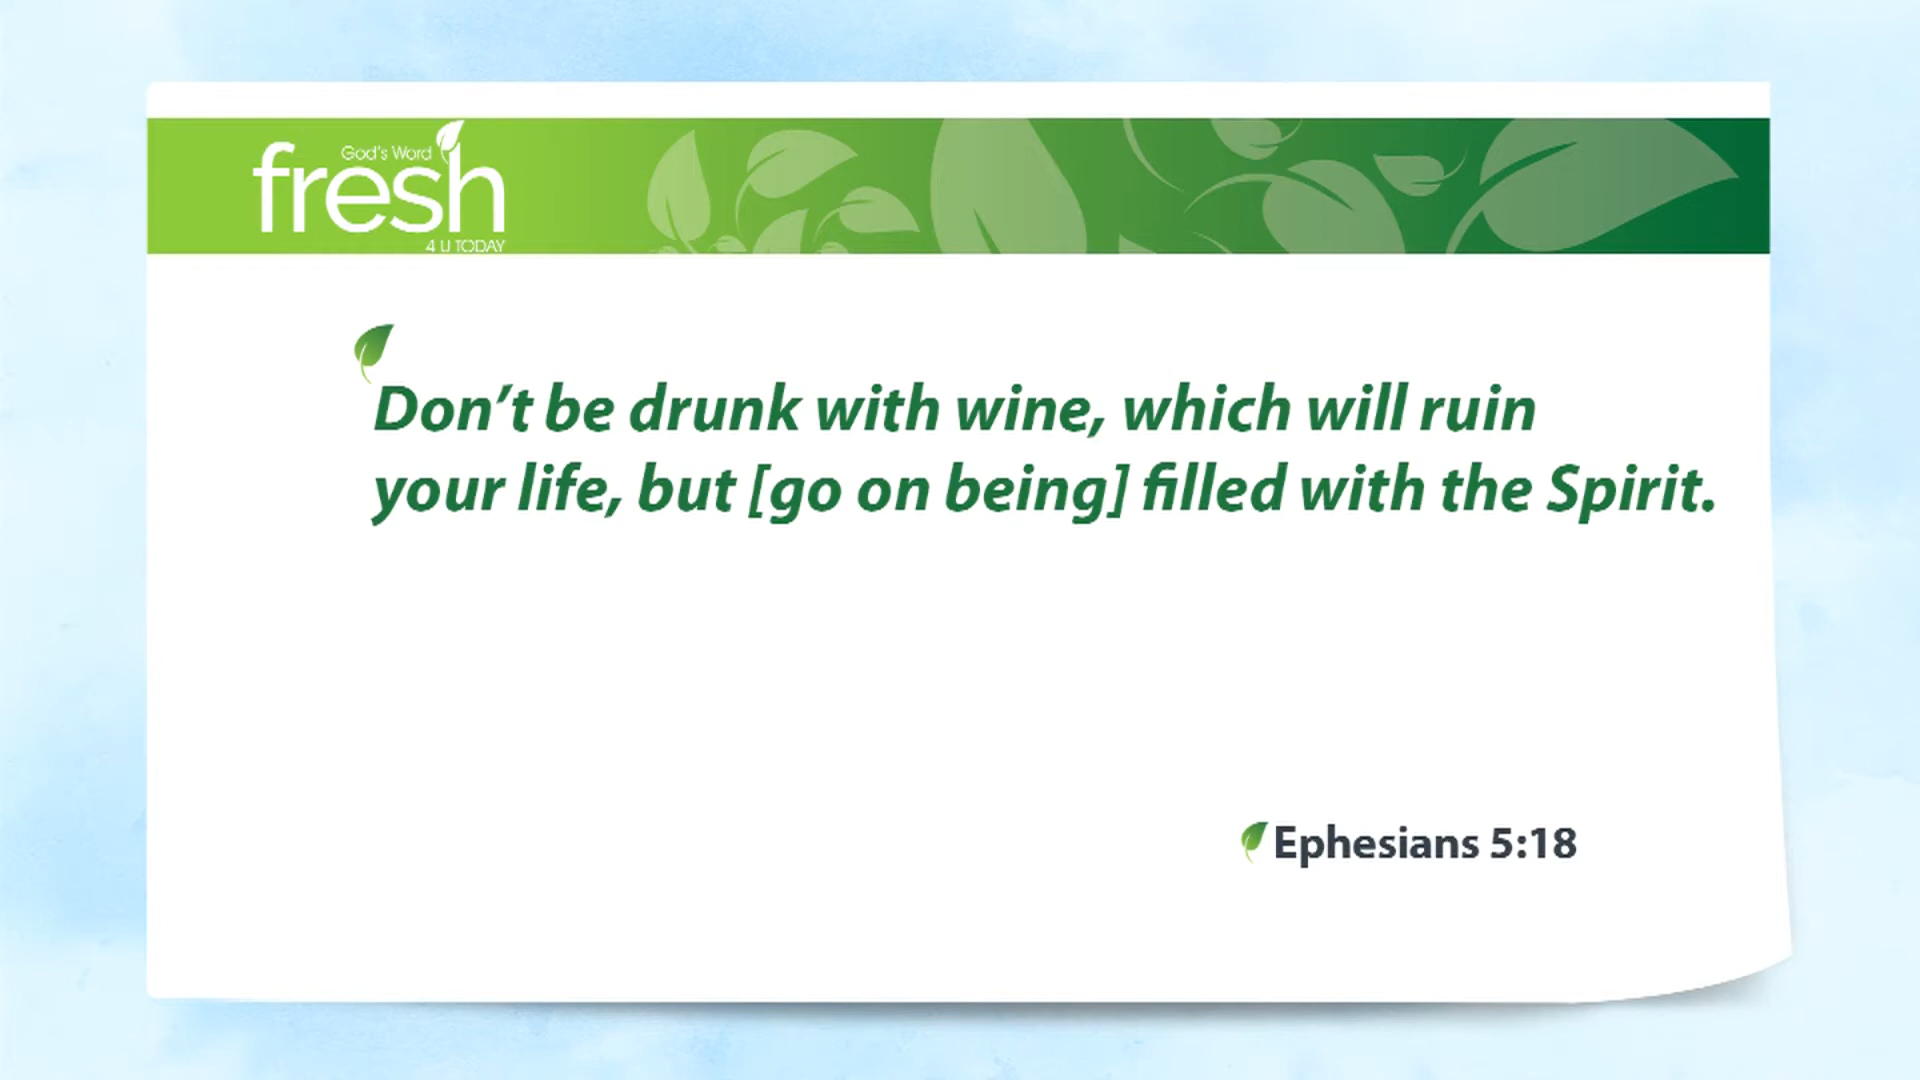 God's Word
fresh
4 U TODAY
Don't be drunk with wine, which will ruin
your life, but [go on being] filled with the Spirit.
Ephesians 5:18